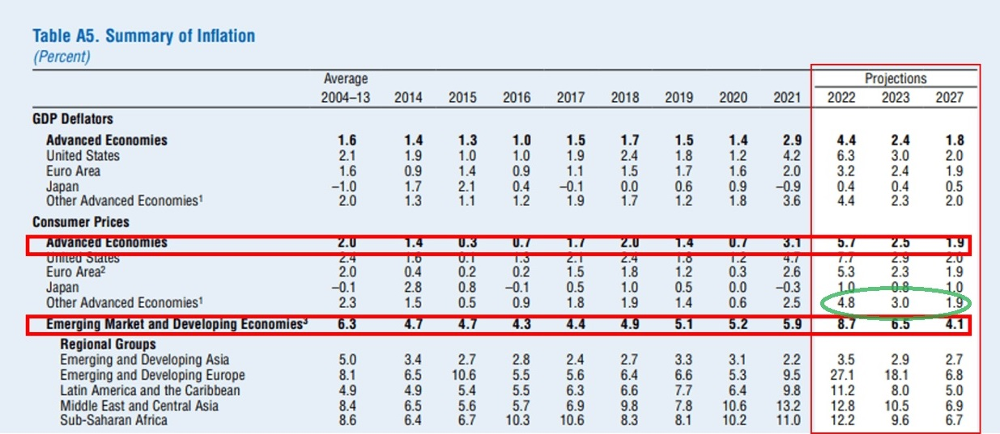 Table A5. Summary of Inflation
(Percent)
Average Projections
2004–13 2014 2015 2016 2017 2018 2019 2020 2021 2022 2023 2027
GDP Deflators
Advanced Economies 1.6 1.4 1.3 1.0 1.5 1.7 1.5 1.4 2.9 4.4 2.4 1.8
United States 2.1 1.9 1.0 1.0 1.9 2.4 1.8 1.2 4.2 6.3 3.0 2.0
Euro Area 1.6 0.9 1.4 0.9 1.1 1.5 1.7 1.6 2.0 3.2 2.4 1.9
Japan –1.0 1.7 2.1 0.4 –0.1 0.0 0.6 0.9 –0.9 0.4 0.4 0.5
Other Advanced Economies¹ 2.0 1.3 1.1 1.2 1.9 1.7 1.2 1.8 3.6 4.4 2.3 2.0
Consumer Prices
Advanced Economies 2.0 1.4 0.3 0.7 1.7 2.0 1.4 0.7 3.1 5.7 2.5 1.9
United States 2.4 1.6 0.1 1.3 2.1 2.4 1.8 1.2 4.7 7.7 2.9 2.0
Euro Area² 2.0 0.4 0.2 0.2 1.5 1.8 1.2 0.3 2.6 5.3 2.3 1.9
Japan –0.1 2.8 0.8 –0.1 0.5 1.0 0.5 0.0 –0.3 1.0 0.8 1.0
Other Advanced Economies¹ 2.3 1.5 0.5 0.9 1.8 1.9 1.4 0.6 2.5 4.8 3.0 1.9
Emerging Market and Developing Economies³ 6.3 4.7 4.7 4.3 4.4 4.9 5.1 5.2 5.9 8.7 6.5 4.1
Regional Groups
Emerging and Developing Asia 5.0 3.4 2.7 2.8 2.4 2.7 3.3 3.1 2.2 3.5 2.9 2.7
Emerging and Developing Europe 8.1 6.5 10.6 5.5 5.6 6.4 6.6 5.3 9.5 27.1 18.1 6.8
Latin America and the Caribbean 4.9 4.9 5.4 5.5 6.3 6.6 7.7 6.4 9.8 11.2 8.0 5.0
Middle East and Central Asia 8.4 6.5 5.6 5.7 6.9 9.8 7.8 10.6 13.2 12.8 10.5 6.9
Sub-Saharan Africa 8.6 6.4 6.7 10.3 10.6 8.3 8.1 10.2 11.0 12.2 9.6 6.7